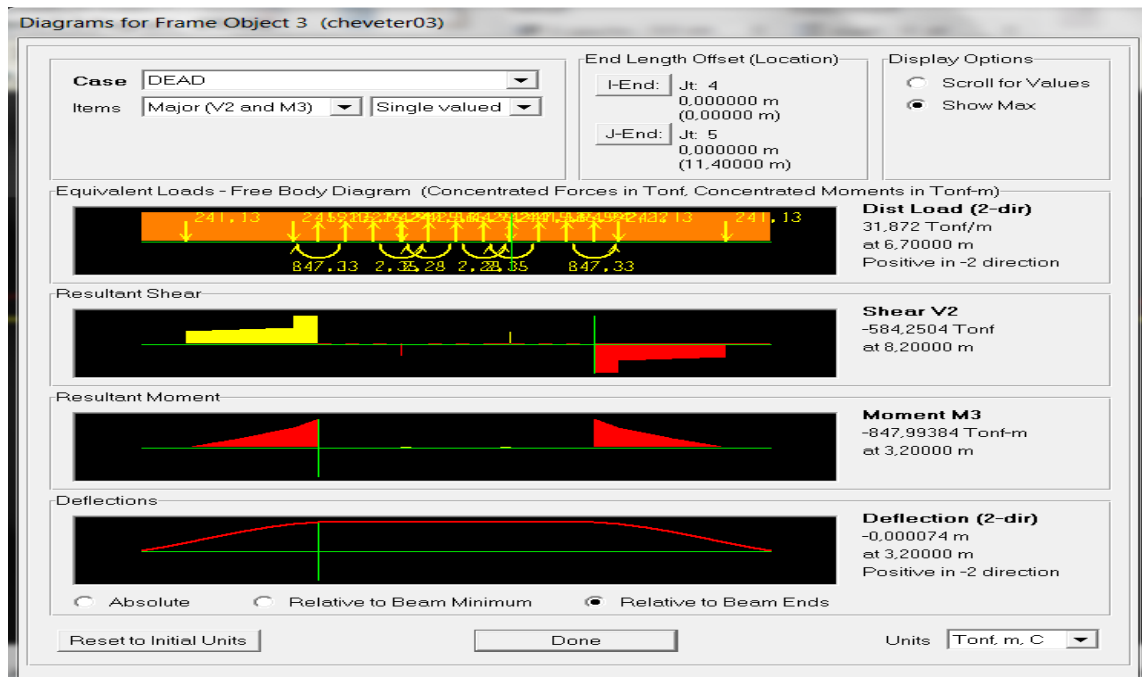 Diagrams for Frame Object 3 (cheveter03)
Case DEAD
Items Major (V2 and M3) Single valued
End Length Offset (Location)
I-End: Jt: 4
0,000000 m
(0,00000 m)
J-End: Jt: 5
0,000000 m
(11,40000 m)
Display Options
Scroll for Values
Show Max
Equivalent Loads - Free Body Diagram (Concentrated Forces in Tonf, Concentrated Moments in Tonf-m)
241,13 241,13
847,33 847,33
Dist Load (2-dir)
31,872 Tonf/m
at 6,70000 m
Positive in -2 direction
Resultant Shear
Shear V2
-584,2504 Tonf
at 8,20000 m
Resultant Moment
Moment M3
-847,99384 Tonf-m
at 3,20000 m
Deflections
Deflection (2-dir)
-0,000074 m
at 3,20000 m
Positive in -2 direction
Absolute Relative to Beam Minimum Relative to Beam Ends
Reset to Initial Units Done Units Tonf, m, C